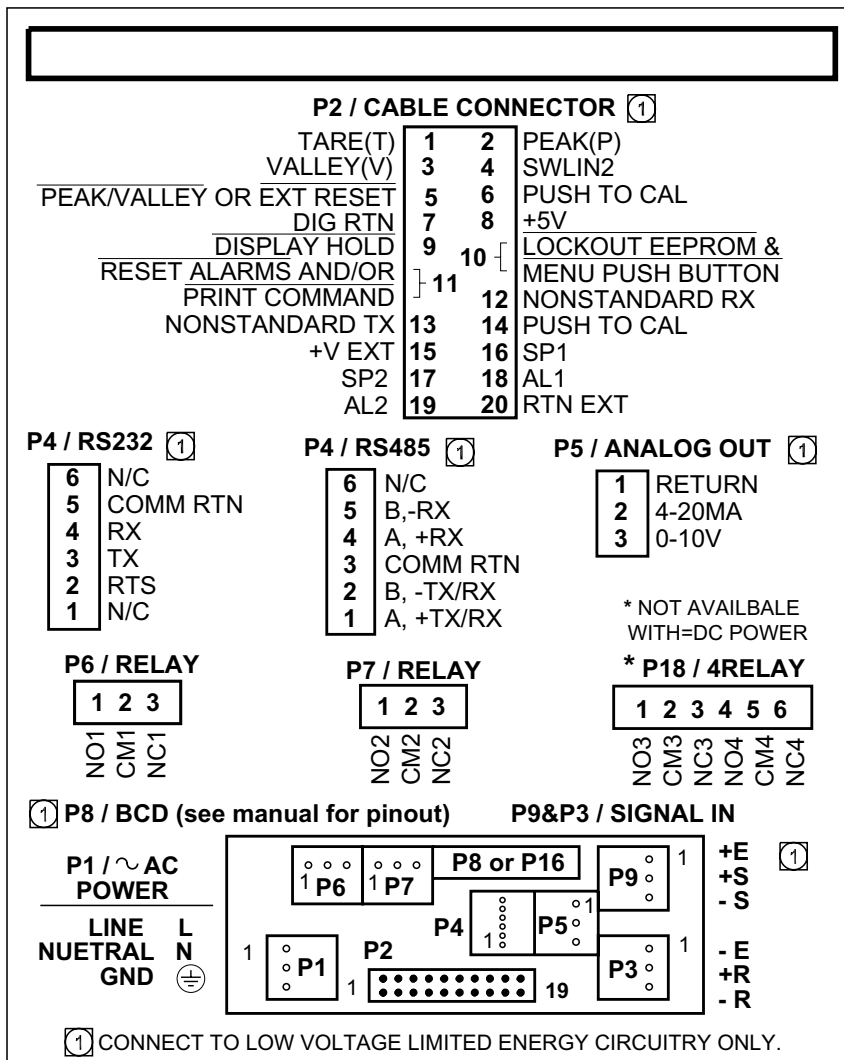 P2 / CABLE CONNECTOR 1
TARE(T) 1 2 PEAK(P)
VALLEY(V) 3 4 SWLIN2
PEAK/VALLEY OR EXT RESET 5 6 PUSH TO CAL
DIG RTN 7 8 +5V
DISPLAY HOLD 9 10 LOCKOUT EEPROM &
MENU PUSH BUTTON
RESET ALARMS AND/OR
PRINT COMMAND 11
12 NONSTANDARD RX
NONSTANDARD TX 13 14 PUSH TO CAL
+V EXT 15 16 SP1
SP2 17 18 AL1
AL2 19 20 RTN EXT
P4 / RS232 1
6 N/C
5 COMM RTN
4 RX
3 TX
2 RTS
1 N/C
P4 / RS485 1
6 N/C
5 B,-RX
4 A, +RX
3 COMM RTN
2 B, -TX/RX
1 A, +TX/RX
P5 / ANALOG OUT 1
1 RETURN
2 4-20MA
3 0-10V
* NOT AVAILBALE
WITH=DC POWER
P6 / RELAY
1 2 3
NO1 CM1 NC1
P7 / RELAY
1 2 3
NO2 CM2 NC2
* P18 / 4RELAY
1 2 3 4 5 6
NO3 CM3 NC3 NO4 CM4 NC4
1 P8 / BCD (see manual for pinout)
P9&P3 / SIGNAL IN
P1 / ~ AC
POWER
LINE L
NUETRAL N
GND
1 P6
1 P7
P8 or P16
P9 1
+E 1
+S
- S
P4 1
P5 1
1 P1
P2
1 19
P3 1
- E
+R
- R
1 CONNECT TO LOW VOLTAGE LIMITED ENERGY CIRCUITRY ONLY.